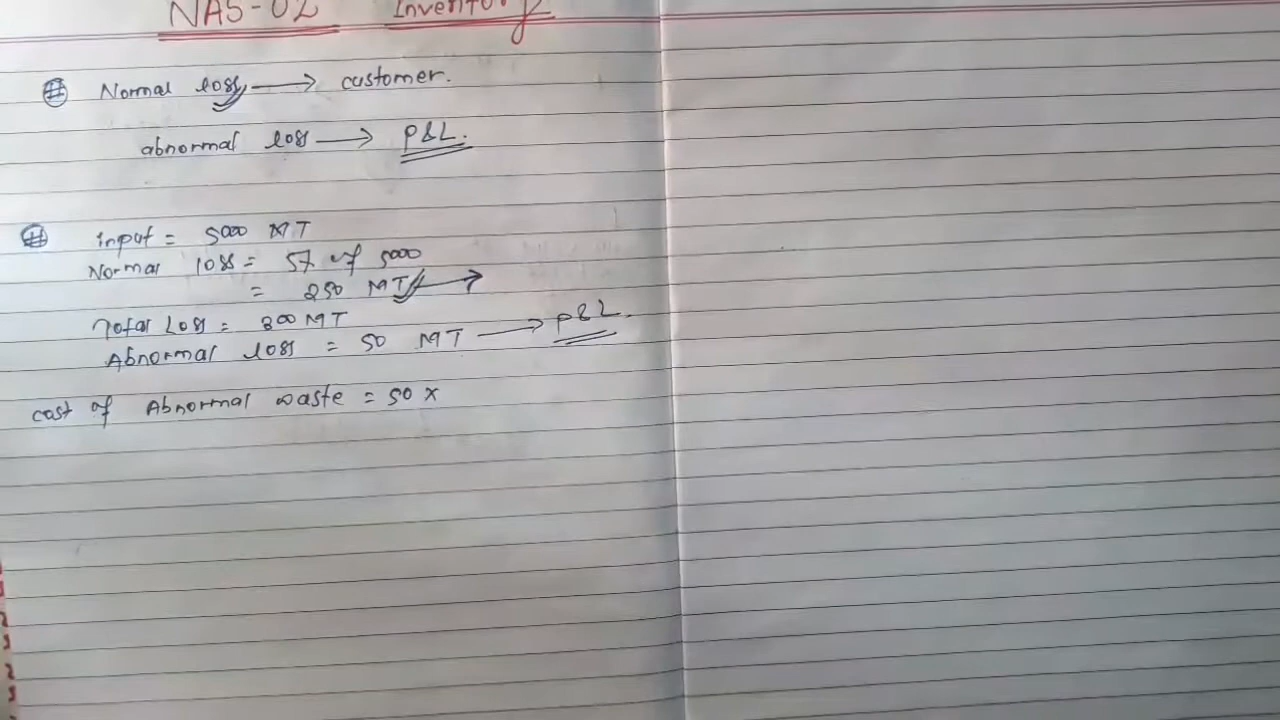 NAS-02 Inventory
# Normal loss → customer.
abnormal loss → P&L.
# input = 5000 MT
Normal loss = 5% of 5000
= 250 MT →
Total Loss = 300 MT
Abnormal loss = 50 MT → P&L.
cost of Abnormal waste = 50 x